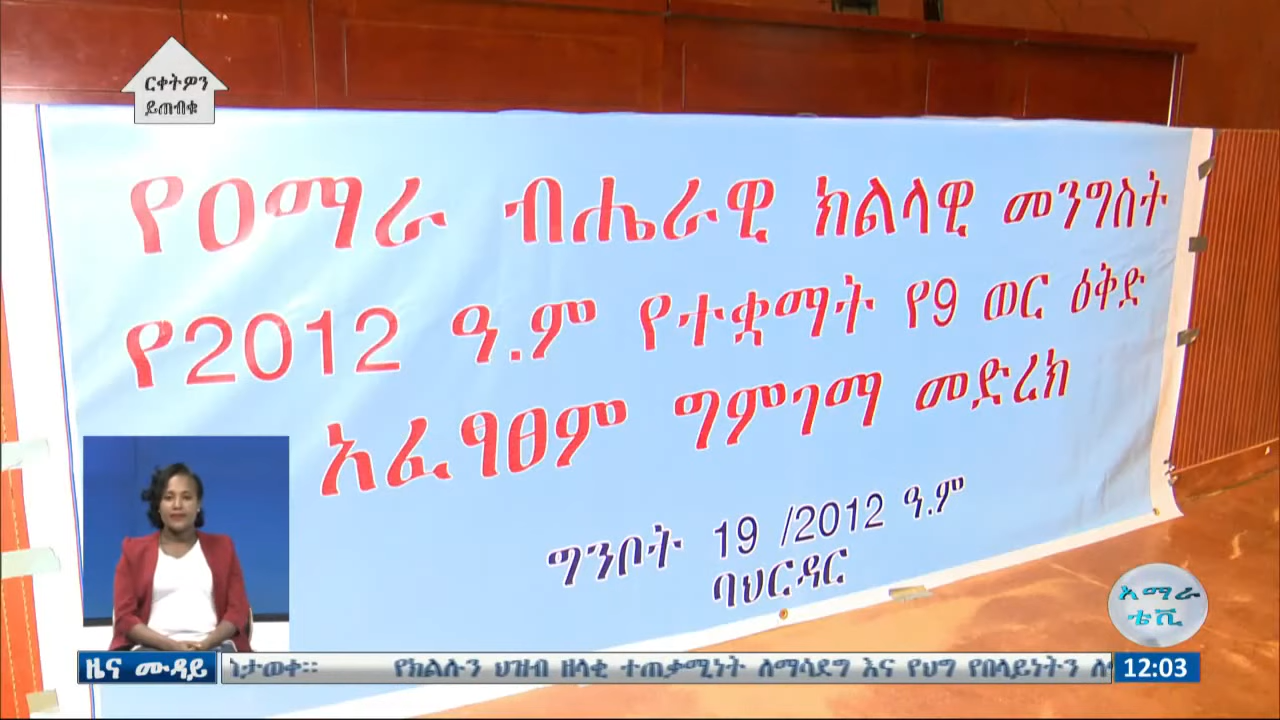 ርቀትዎን
ይጠብቁ
የዐማራ ብሔራዊ ክልላዊ መንግስት
የ2012 ዓ.ም የተቋማት የ9 ወር ዕቅድ
አፈፃፀም ግምገማ መድረክ
ግንቦት 19 /2012 ዓ.ም
ባህርዳር
አማራ
ቴቪ
ዜና ሙዳይ
የክልሉን ህዝብ ዘላቂ ተጠቃሚነት ለማሳደግ እና የህግ የበላይነትን
12:03